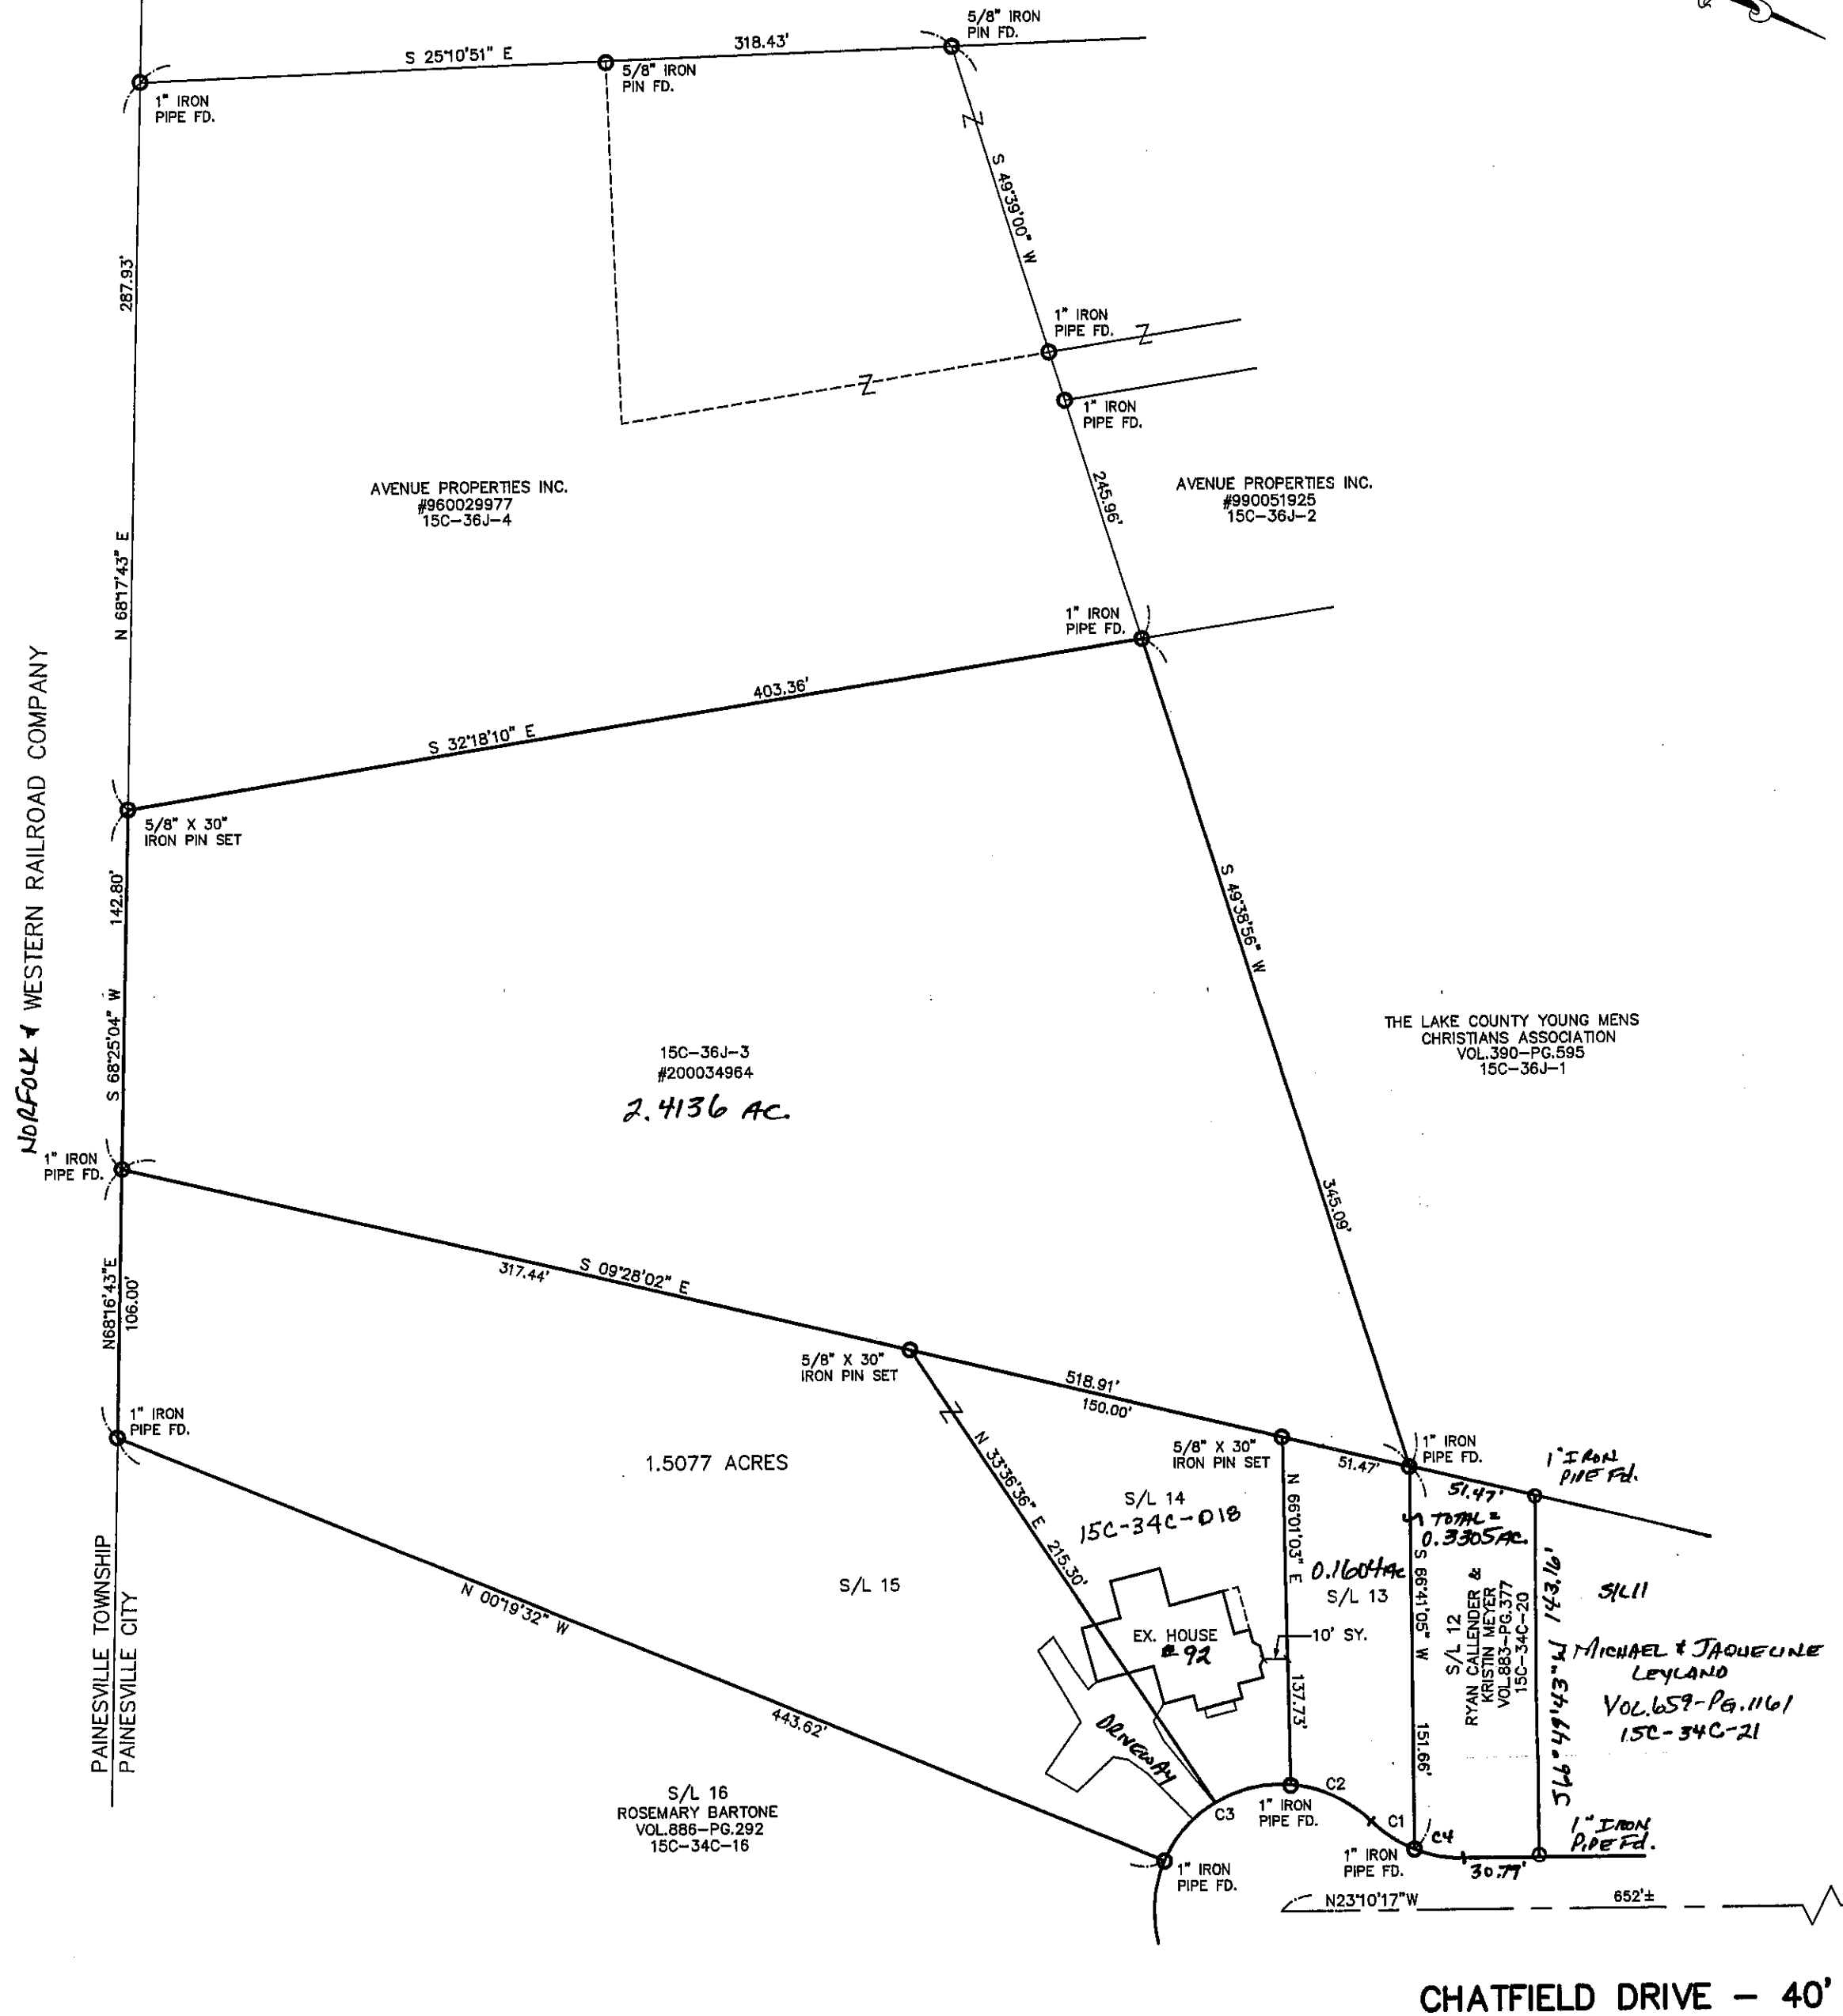 5/8" IRON
PIN FD.
S 25°10'51" E
318.43'
1" IRON
PIPE FD.
5/8" IRON
PIN FD.
S 49°39'00" W
287.93'
1" IRON
PIPE FD.
1" IRON
PIPE FD.
AVENUE PROPERTIES INC.
#960029977
15C-36J-4
245.96'
AVENUE PROPERTIES INC.
#990051925
15C-36J-2
N 68°17'43" E
1" IRON
PIPE FD.
403.36'
S 32°18'10" E
NORFOLK & WESTERN RAILROAD COMPANY
5/8" X 30"
IRON PIN SET
142.80'
S 68°25'04" W
S 49°38'56" W
345.09'
15C-36J-3
#200034964
2.4136 AC.
THE LAKE COUNTY YOUNG MENS
CHRISTIANS ASSOCIATION
VOL.390-PG.595
15C-36J-1
1" IRON
PIPE FD.
N68°16'43"E
106.00'
317.44'
S 09°28'02" E
5/8" X 30"
IRON PIN SET
518.91'
150.00'
1" IRON
PIPE FD.
1.5077 ACRES
N 33°36'36" E
215.30'
5/8" X 30"
IRON PIN SET
51.47'
1" IRON
PIPE FD.
1" IRON
PIPE Fd.
51.47'
TOTAL =
0.3305 AC.
S/L 14
15C-34C-D18
N 66°01'03" E
137.73'
0.1604 AC
S/L 13
S 66°41'05" W
151.66'
S/L 12
RYAN CALLENDER &
KRISTIN MEYER
VOL.883-PG.377
15C-34C-20
S66°49'43"W 143.19'
S/L 11
MICHAEL & JAQUELINE
LEYLAND
VOL.659-PG.1161
15C-34C-21
S/L 15
EX. HOUSE
#92
10' SY.
DRIVEWAY
PAINESVILLE TOWNSHIP
PAINESVILLE CITY
N 00°19'32" W
443.62'
S/L 16
ROSEMARY BARTONE
VOL.886-PG.292
15C-34C-16
C3
1" IRON
PIPE FD.
C2
C1
C4
1" IRON
PIPE FD.
1" IRON
PIPE FD.
30.77'
1" IRON
PIPE Fd.
N23°10'17"W
652'±
CHATFIELD DRIVE - 40'